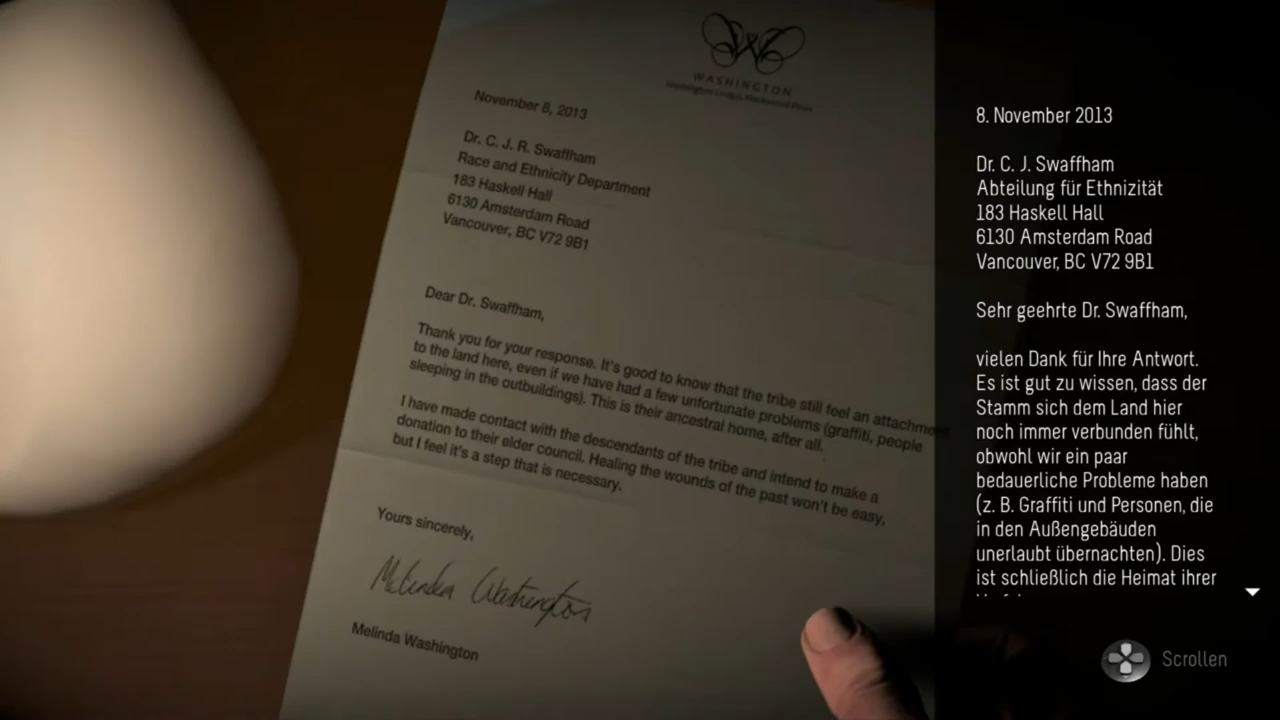 W
WASHINGTON
November 8, 2013
Dr. C. J. R. Swaffham
Race and Ethnicity Department
183 Haskell Hall
6130 Amsterdam Road
Vancouver, BC V72 9B1
Dear Dr. Swaffham,
Thank you for your response. It's good to know that the tribe still feel an attachment
to the land here, even if we have had a few unfortunate problems (graffiti, people
sleeping in the outbuildings). This is their ancestral home, after all.
I have made contact with the descendants of the tribe and intend to make a
donation to their elder council. Healing the wounds of the past won't be easy,
but I feel it's a step that is necessary.
Yours sincerely,
Melinda Washington
Melinda Washington
8. November 2013
Dr. C. J. Swaffham
Abteilung für Ethnizität
183 Haskell Hall
6130 Amsterdam Road
Vancouver, BC V72 9B1
Sehr geehrte Dr. Swaffham,
vielen Dank für Ihre Antwort.
Es ist gut zu wissen, dass der
Stamm sich dem Land hier
noch immer verbunden fühlt,
obwohl wir ein paar
bedauerliche Probleme haben
(z. B. Graffiti und Personen, die
in den Außengebäuden
unerlaubt übernachten). Dies
ist schließlich die Heimat ihrer
Scrollen